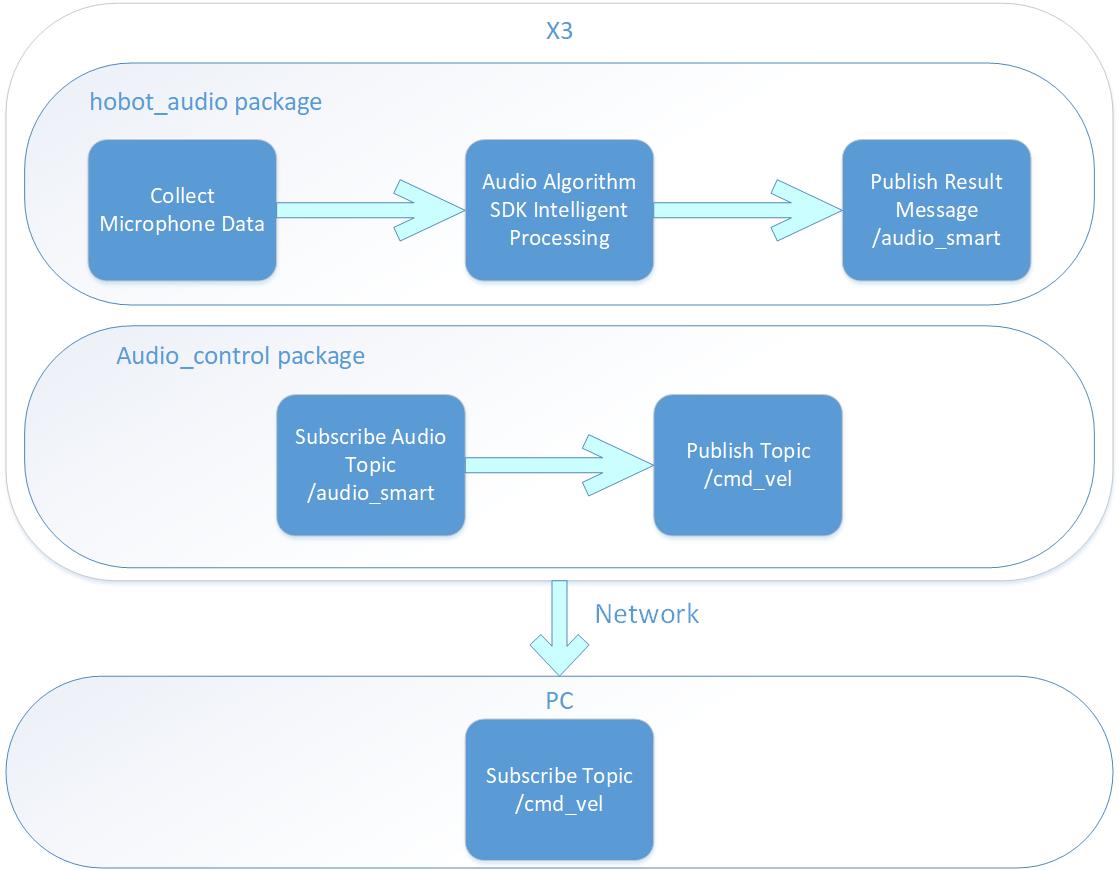 X3
hobot_audio package
Collect
Microphone Data
Audio Algorithm
SDK Intelligent
Processing
Publish Result
Message
/audio_smart
Audio_control package
Subscribe Audio
Topic
/audio_smart
Publish Topic
/cmd_vel
Network
PC
Subscribe Topic
/cmd_vel